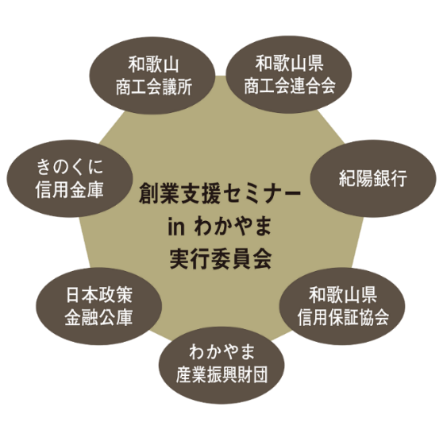 和歌山
商工会議所
和歌山県
商工会連合会
きのくに
信用金庫
紀陽銀行
創業支援セミナー
in わかやま
実行委員会
日本政策
金融公庫
和歌山県
信用保証協会
わかやま
産業振興財団